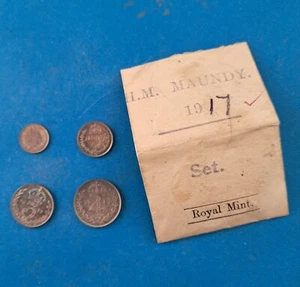 H.M. MAUNDY.
1917 ✓
Set.
Royal Mint.